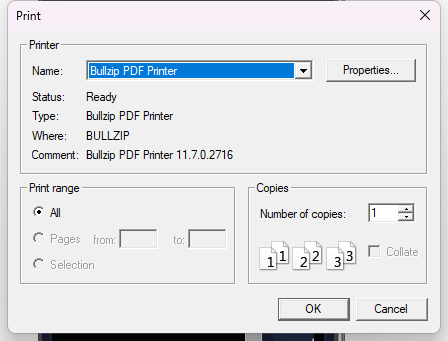 Print
Printer
Name: Bullzip PDF Printer Properties...
Status: Ready
Type: Bullzip PDF Printer
Where: BULLZIP
Comment: Bullzip PDF Printer 11.7.0.2716
Print range
All
Pages from: to:
Selection
Copies
Number of copies: 1
1 1 2 2 3 3 Collate
OK Cancel